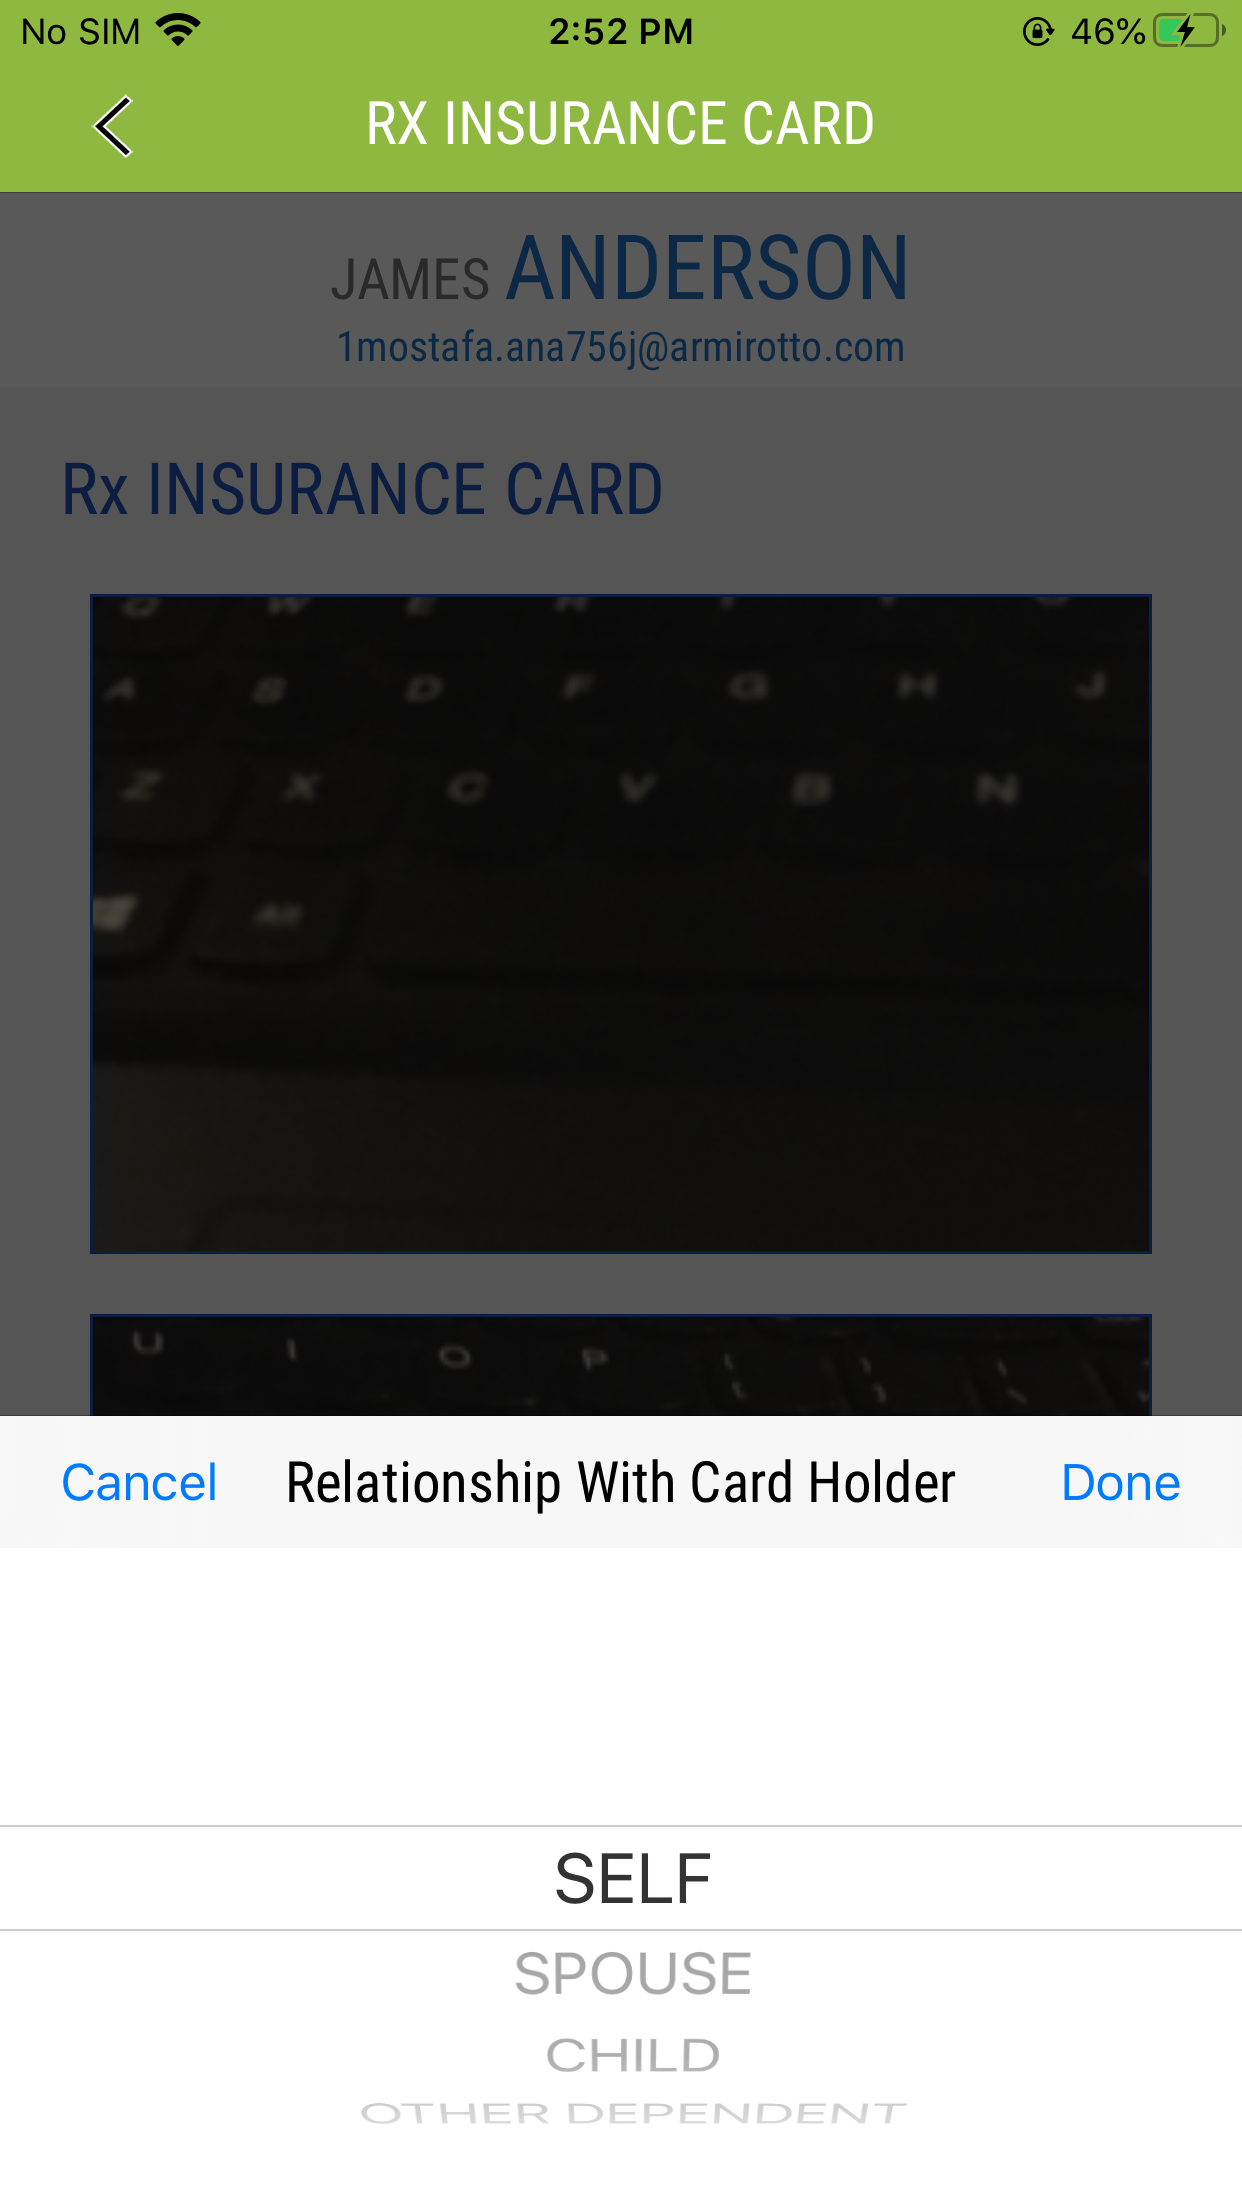 No SIM 2:52 PM 46%
RX INSURANCE CARD
JAMES ANDERSON
1mostafa.ana756j@armirotto.com
Rx INSURANCE CARD
W E R
A S D F G H J
Z X C V B N
Alt
U I O P
Cancel Relationship With Card Holder Done
SELF
SPOUSE
CHILD
OTHER DEPENDENT